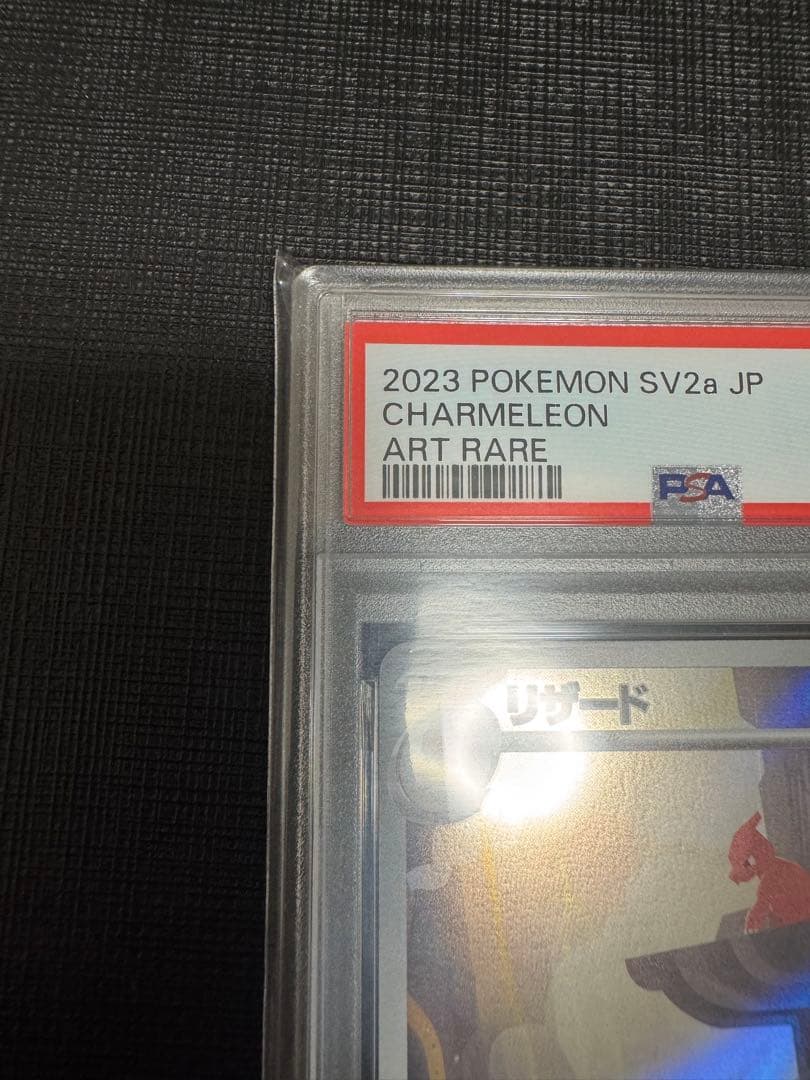 2023 POKEMON SV2a JP
CHARMELEON
ART RARE
PSA
リザード